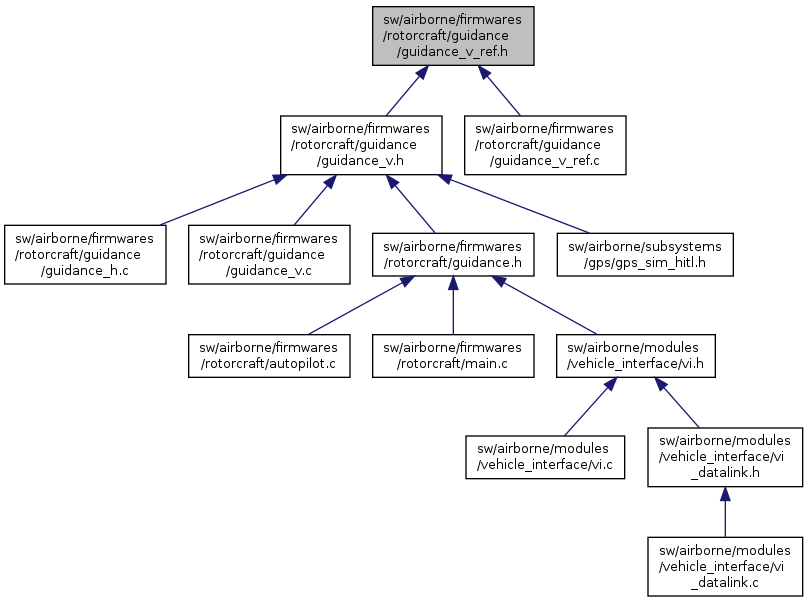 sw/airborne/firmwares
/rotorcraft/guidance
/guidance_v_ref.h
sw/airborne/firmwares
/rotorcraft/guidance
/guidance_v.h
sw/airborne/firmwares
/rotorcraft/guidance
/guidance_v_ref.c
sw/airborne/firmwares
/rotorcraft/guidance
/guidance_h.c
sw/airborne/firmwares
/rotorcraft/guidance
/guidance_v.c
sw/airborne/firmwares
/rotorcraft/guidance.h
sw/airborne/subsystems
/gps/gps_sim_hitl.h
sw/airborne/firmwares
/rotorcraft/autopilot.c
sw/airborne/firmwares
/rotorcraft/main.c
sw/airborne/modules
/vehicle_interface/vi.h
sw/airborne/modules
/vehicle_interface/vi.c
sw/airborne/modules
/vehicle_interface/vi
_datalink.h
sw/airborne/modules
/vehicle_interface/vi
_datalink.c